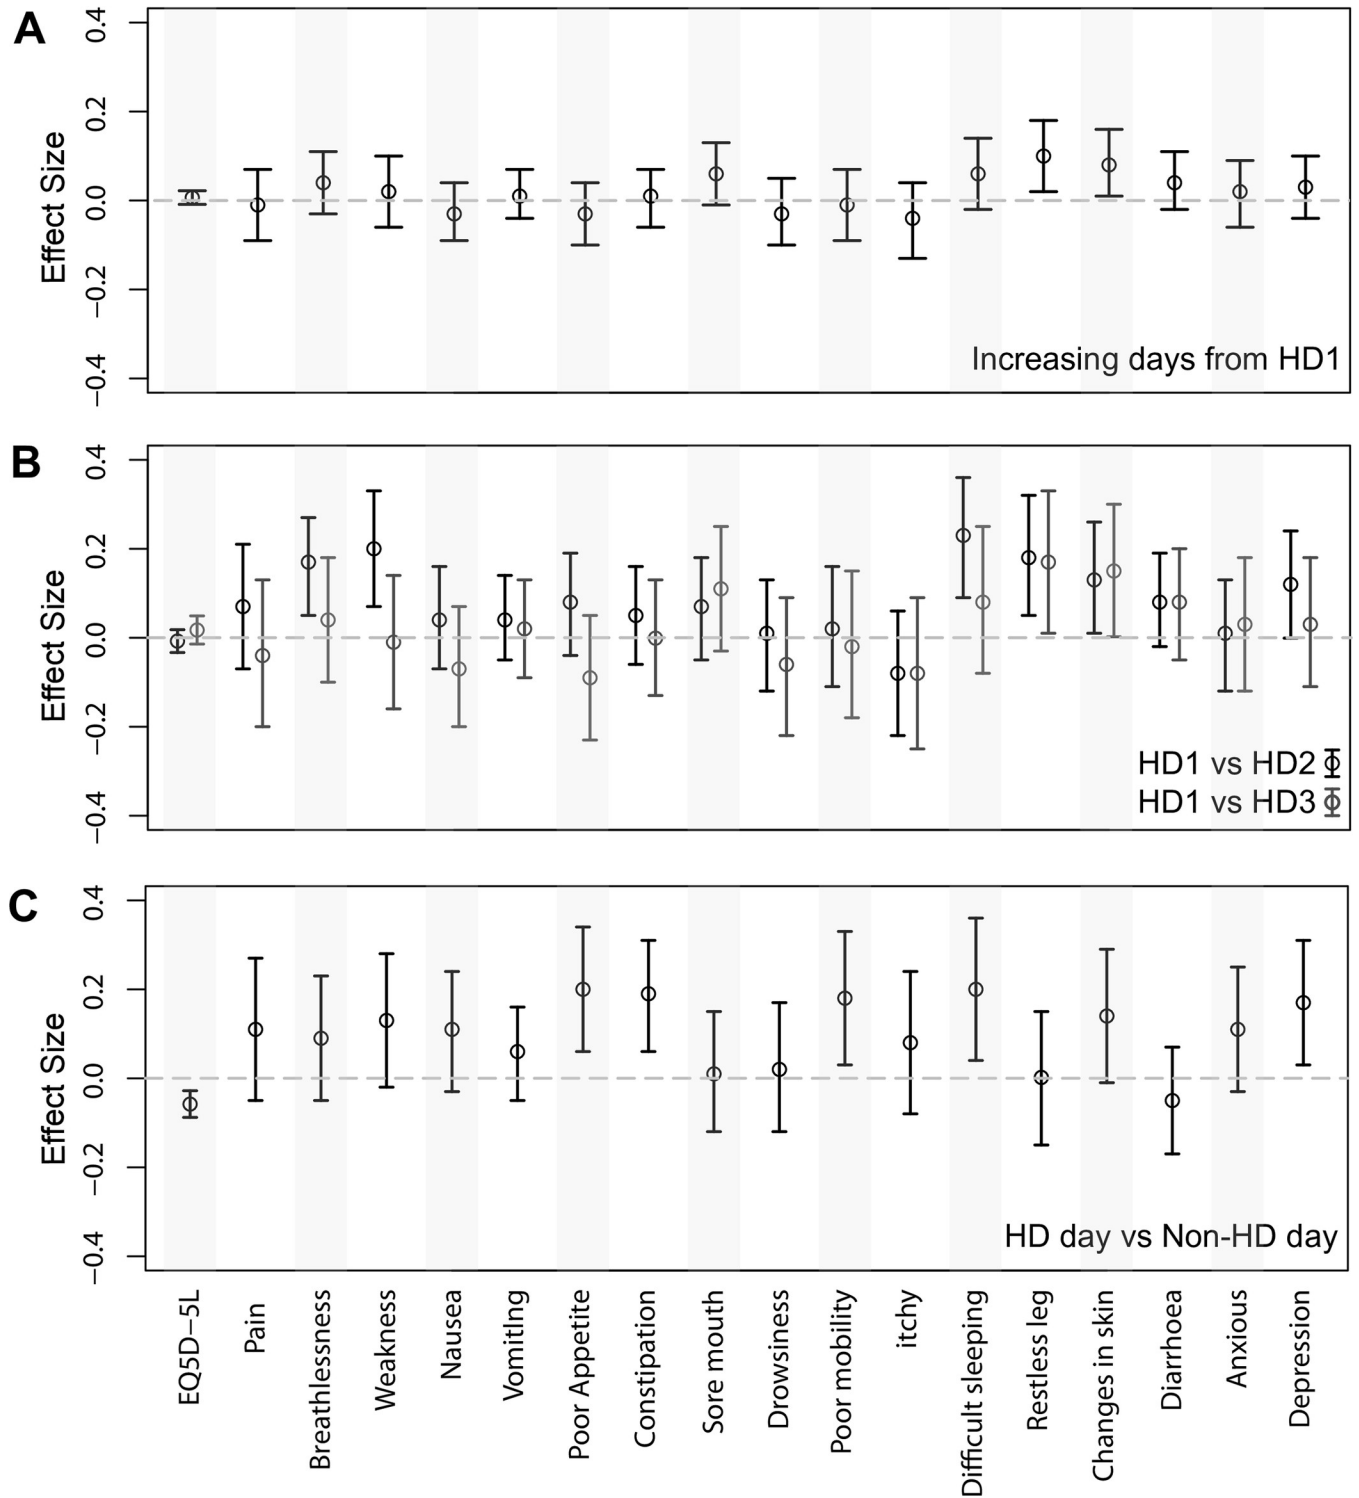 A
0.4
0.2
0.0
−0.2
−0.4
Effect Size
Increasing days from HD1
B
0.4
0.2
0.0
−0.2
−0.4
Effect Size
HD1 vs HD2
HD1 vs HD3
C
0.4
0.2
0.0
−0.2
−0.4
Effect Size
HD day vs Non-HD day
EQ5D−5L
Pain
Breathlessness
Weakness
Nausea
VomitIng
Poor Appetite
Constipation
Sore mouth
Drowsiness
Poor mobility
itchy
Difficult sleeping
Restless leg
Changes in skin
Diarrhoea
Anxious
Depression